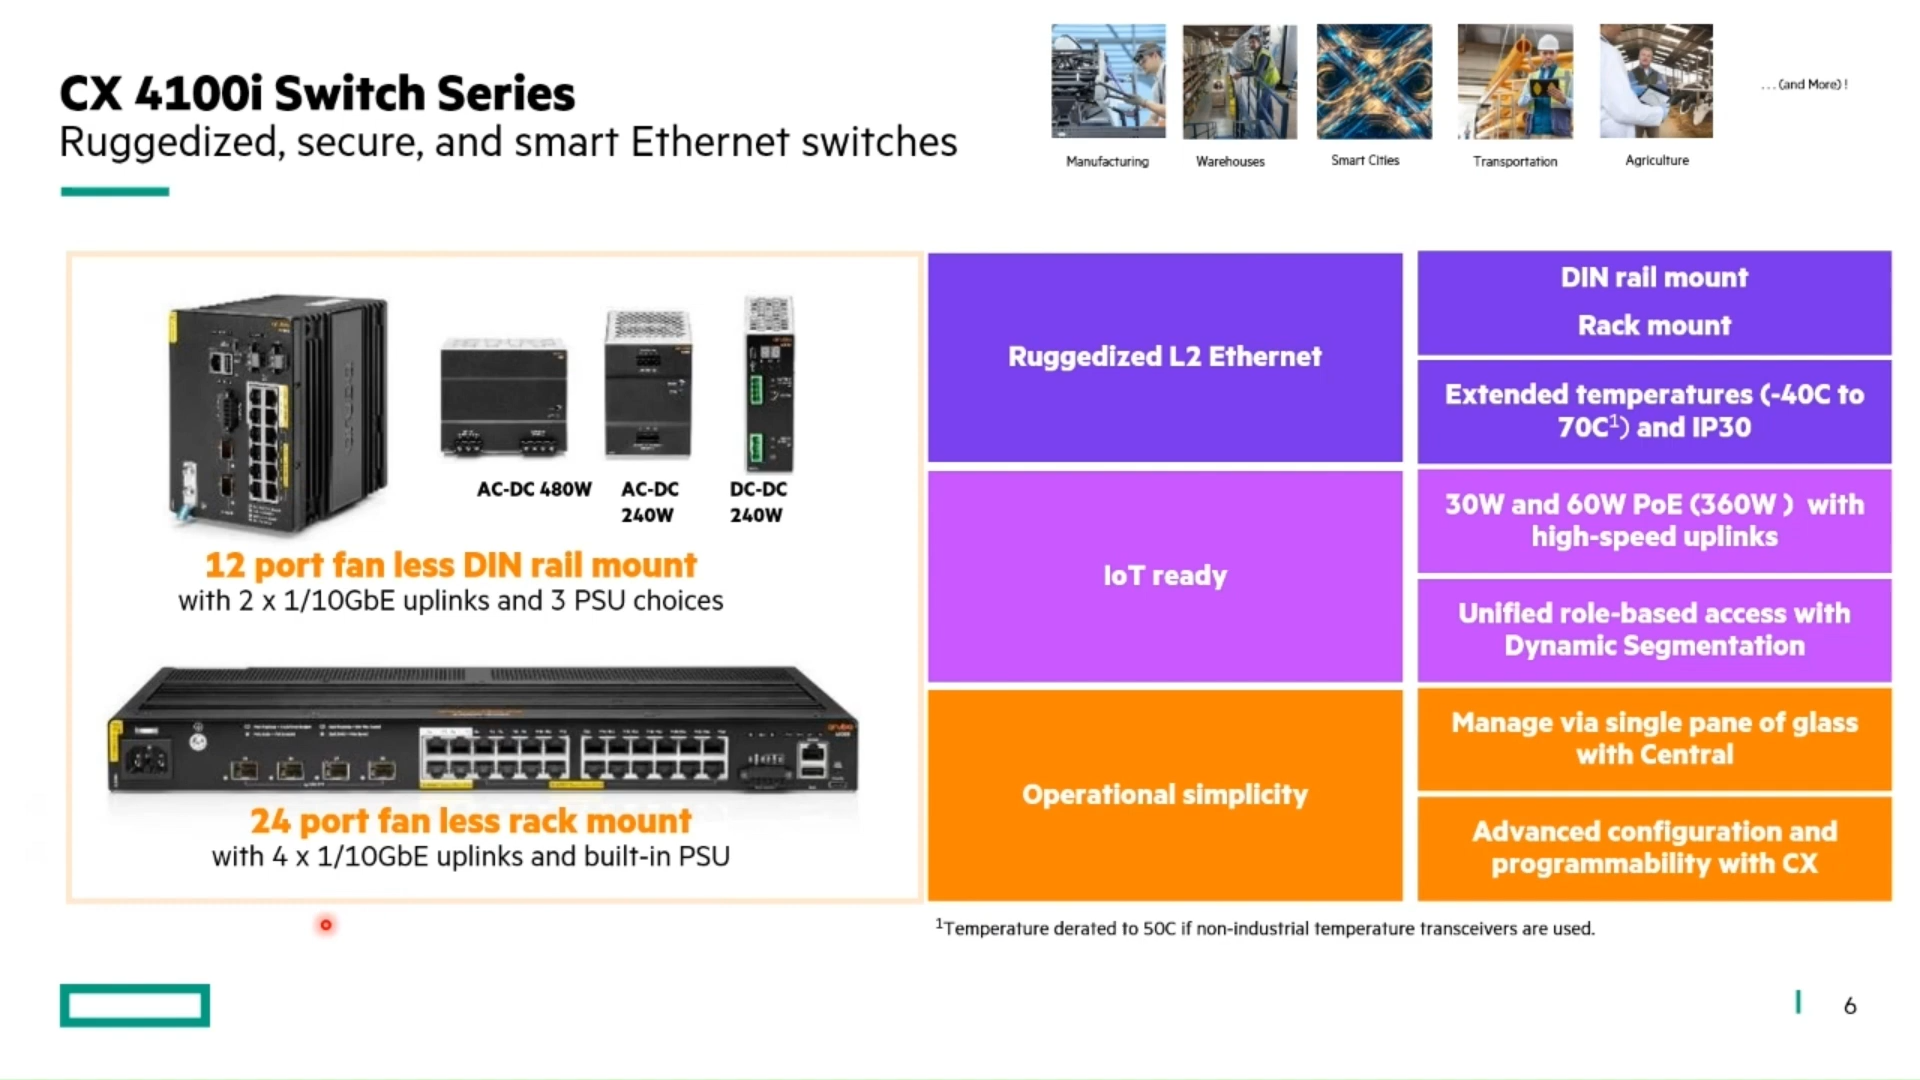 CX 4100i Switch Series
Ruggedized, secure, and smart Ethernet switches
Manufacturing
Warehouses
Smart Cities
Transportation
Agriculture
... (and More) !
AC-DC 480W
AC-DC
240W
DC-DC
240W
12 port fan less DIN rail mount
with 2 x 1/10GbE uplinks and 3 PSU choices
aruba
24 port fan less rack mount
with 4 x 1/10GbE uplinks and built-in PSU
Ruggedized L2 Ethernet
DIN rail mount
Rack mount
Extended temperatures (-40C to
70C¹) and IP30
IoT ready
30W and 60W PoE (360W ) with
high-speed uplinks
Unified role-based access with
Dynamic Segmentation
Operational simplicity
Manage via single pane of glass
with Central
Advanced configuration and
programmability with CX
¹Temperature derated to 50C if non-industrial temperature transceivers are used.
6